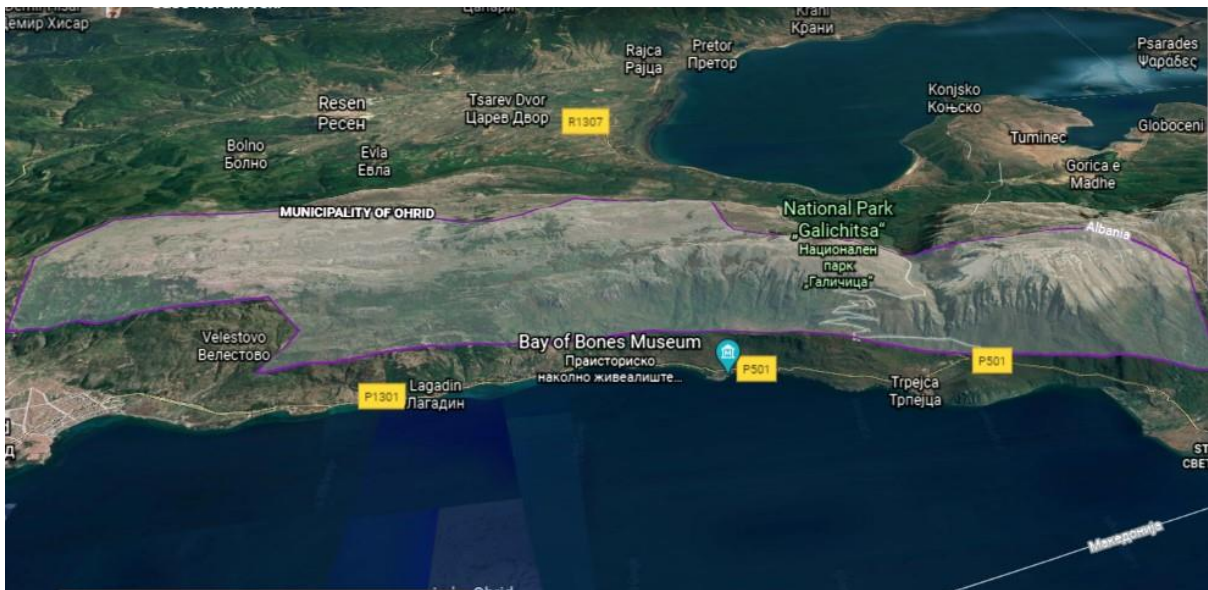 Демир Хисар
Krani
Крани
Rajca
Рајца
Pretor
Претор
Psarades
Ψαράδες
Konjsko
Коњско
Resen
Ресен
Tsarev Dvor
Царев Двор
R1307
Tuminec
Globoceni
Bolno
Болно
Evla
Евла
Gorica e
Madhe
MUNICIPALITY OF OHRID
National Park
„Galichitsa“
Национален
парк
„Галичица“
Albania
Velestovo
Велестово
Bay of Bones Museum
Праисториско
наколно живеалиште...
P501
P501
P1301
Lagadin
Лагадин
Trpejca
Трпејца
ST
СВЕТ
Македонија